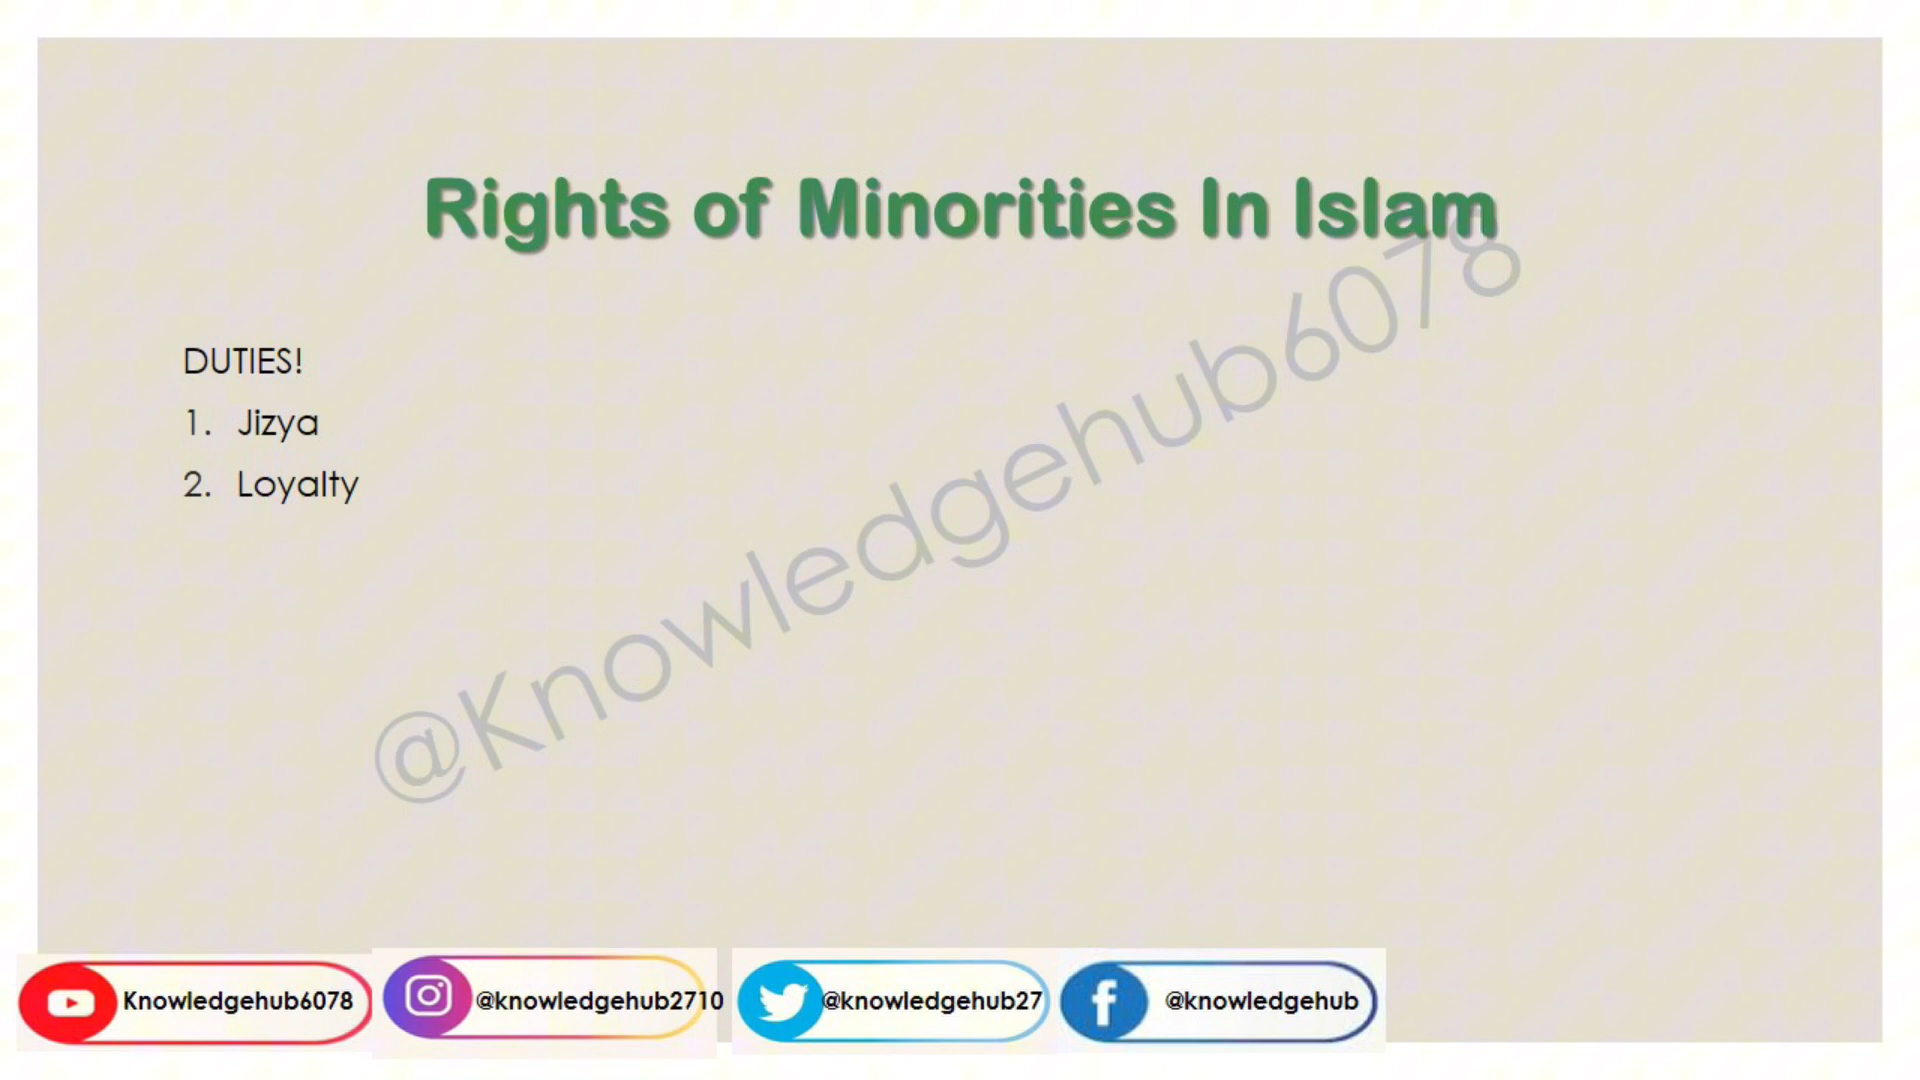 Rights of Minorities In Islam
DUTIES!
1. Jizya
2. Loyalty
@Knowledgehub6078
Knowledgehub6078
@knowledgehub2710
@knowledgehub27
@knowledgehub